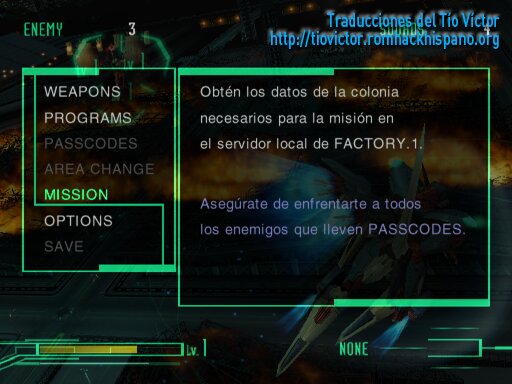 Traducciones del Tío Víctor
http://tiovictor.romhackhispano.org
ENEMY 3 4
WEAPONS
PROGRAMS
PASSCODES
AREA CHANGE
MISSION
OPTIONS
SAVE
Obtén los datos de la colonia
necesarios para la misión en
el servidor local de FACTORY.1.
Asegúrate de enfrentarte a todos
los enemigos que lleven PASSCODES.
Lv.1
NONE